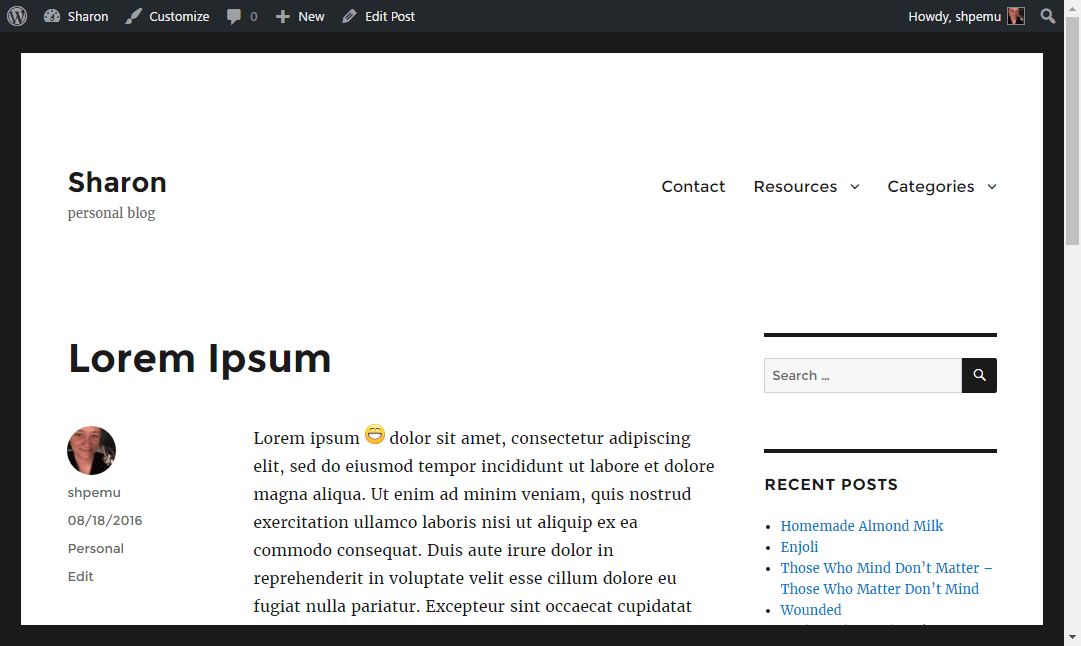 Sharon Customize 0 New Edit Post Howdy, shpemu
Sharon
personal blog
Contact Resources Categories
Lorem Ipsum
shpemu
08/18/2016
Personal
Edit
Lorem ipsum 😄 dolor sit amet, consectetur adipiscing
elit, sed do eiusmod tempor incididunt ut labore et dolore
magna aliqua. Ut enim ad minim veniam, quis nostrud
exercitation ullamco laboris nisi ut aliquip ex ea
commodo consequat. Duis aute irure dolor in
reprehenderit in voluptate velit esse cillum dolore eu
fugiat nulla pariatur. Excepteur sint occaecat cupidatat
Search …
RECENT POSTS
Homemade Almond Milk
Enjoli
Those Who Mind Don’t Matter –
Those Who Matter Don’t Mind
Wounded